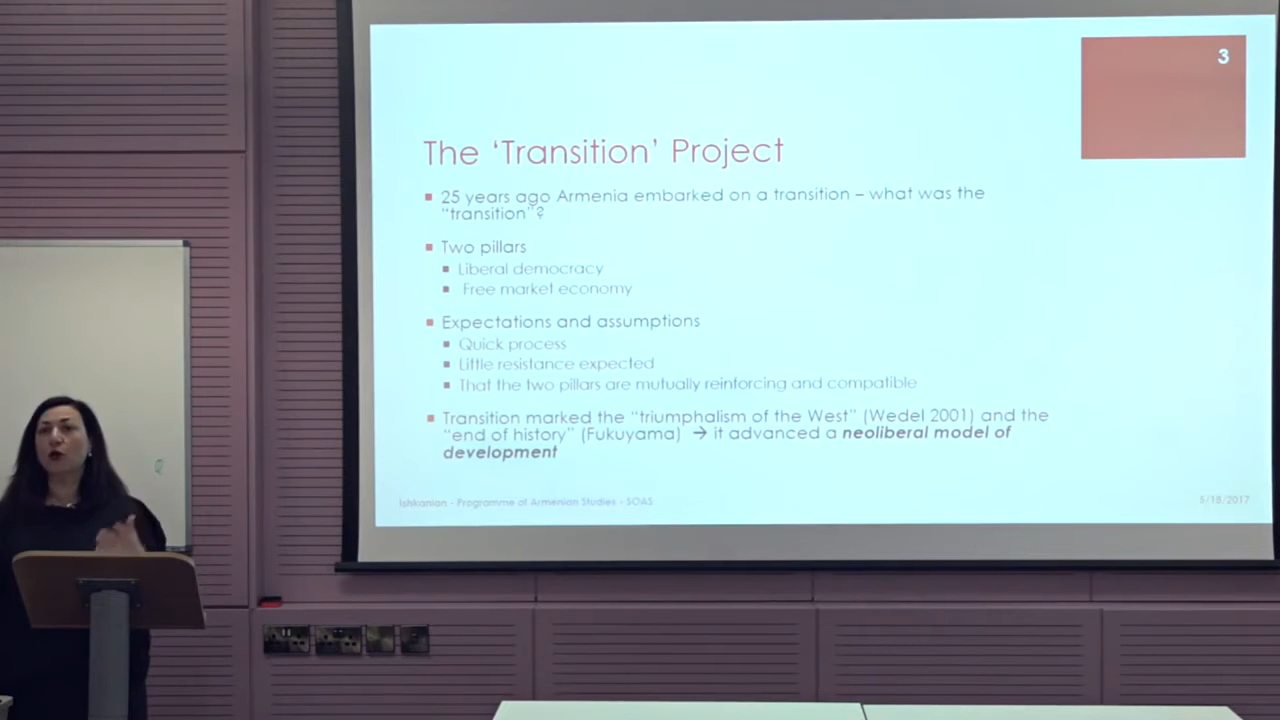 3
The ‘Transition’ Project
25 years ago Armenia embarked on a transition – what was the
“transition”?
Two pillars
Liberal democracy
Free market economy
Expectations and assumptions
Quick process
Little resistance expected
That the two pillars are mutually reinforcing and compatible
Transition marked the “triumphalism of the West” (Wedel 2001) and the
“end of history” (Fukuyama) → it advanced a neoliberal model of
development
Ishkanian - Programme of Armenian Studies - SOAS
5/18/2017